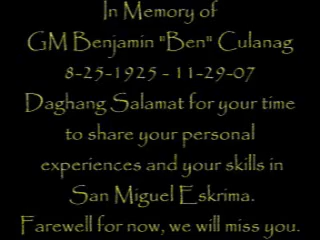 In Memory of
GM Benjamin "Ben" Culanag
8-25-1925 - 11-29-07
Daghang Salamat for your time
to share your personal
experiences and your skills in
San Miguel Eskrima.
Farewell for now, we will miss you.